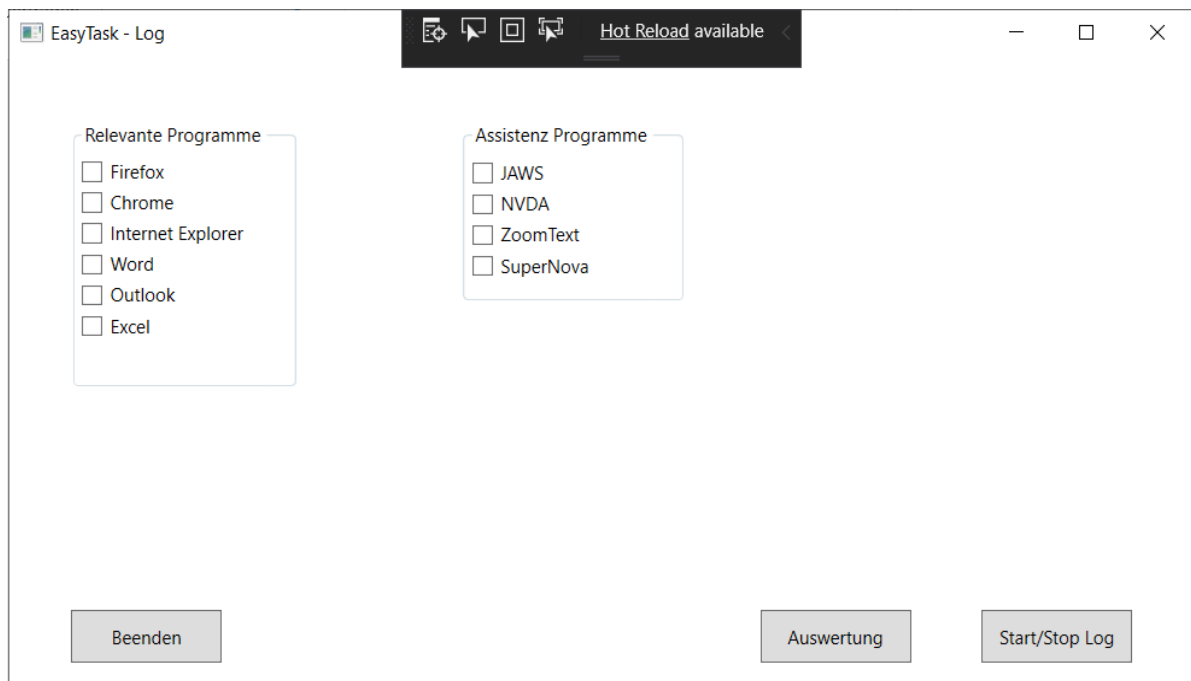 EasyTask - Log
Hot Reload available
Relevante Programme
Firefox
Chrome
Internet Explorer
Word
Outlook
Excel
Assistenz Programme
JAWS
NVDA
ZoomText
SuperNova
Beenden
Auswertung
Start/Stop Log